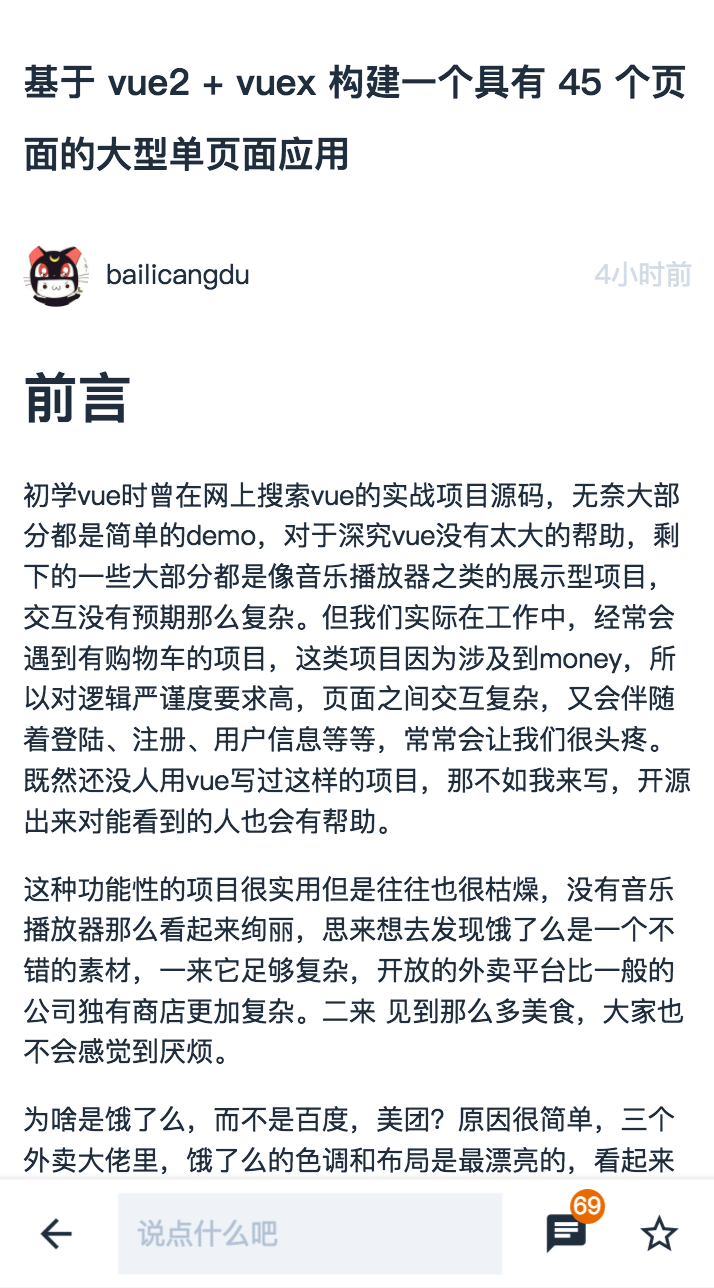 基于 vue2 + vuex 构建一个具有 45 个页
面的大型单页面应用
bailicangdu
4小时前
前言
初学vue时曾在网上搜索vue的实战项目源码，无奈大部
分都是简单的demo，对于深究vue没有太大的帮助，剩
下的一些大部分都是像音乐播放器之类的展示型项目，
交互没有预期那么复杂。但我们实际在工作中，经常会
遇到有购物车的项目，这类项目因为涉及到money，所
以对逻辑严谨度要求高，页面之间交互复杂，又会伴随
着登陆、注册、用户信息等等，常常会让我们很头疼。
既然还没人用vue写过这样的项目，那不如我来写，开源
出来对能看到的人也会有帮助。
这种功能性的项目很实用但是往往也很枯燥，没有音乐
播放器那么看起来绚丽，思来想去发现饿了么是一个不
错的素材，一来它足够复杂，开放的外卖平台比一般的
公司独有商店更加复杂。二来 见到那么多美食，大家也
不会感觉到厌烦。
为啥是饿了么，而不是百度，美团？原因很简单，三个
外卖大佬里，饿了么的色调和布局是最漂亮的，看起来
说点什么吧
69